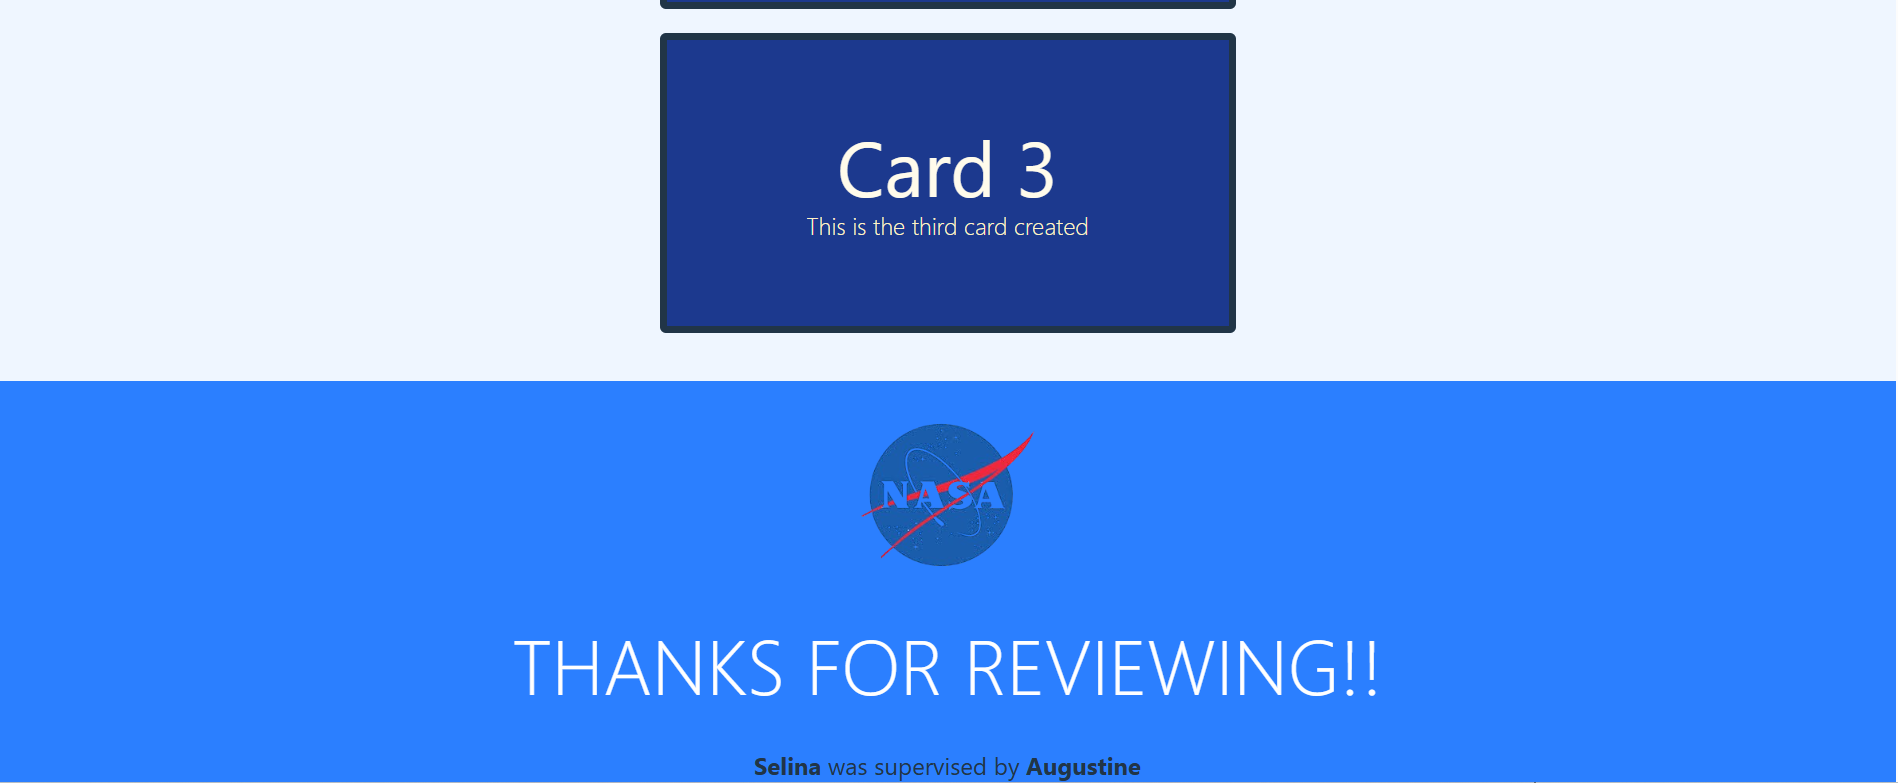 Card 3
This is the third card created
NASA
THANKS FOR REVIEWING!!
Selina was supervised by Augustine